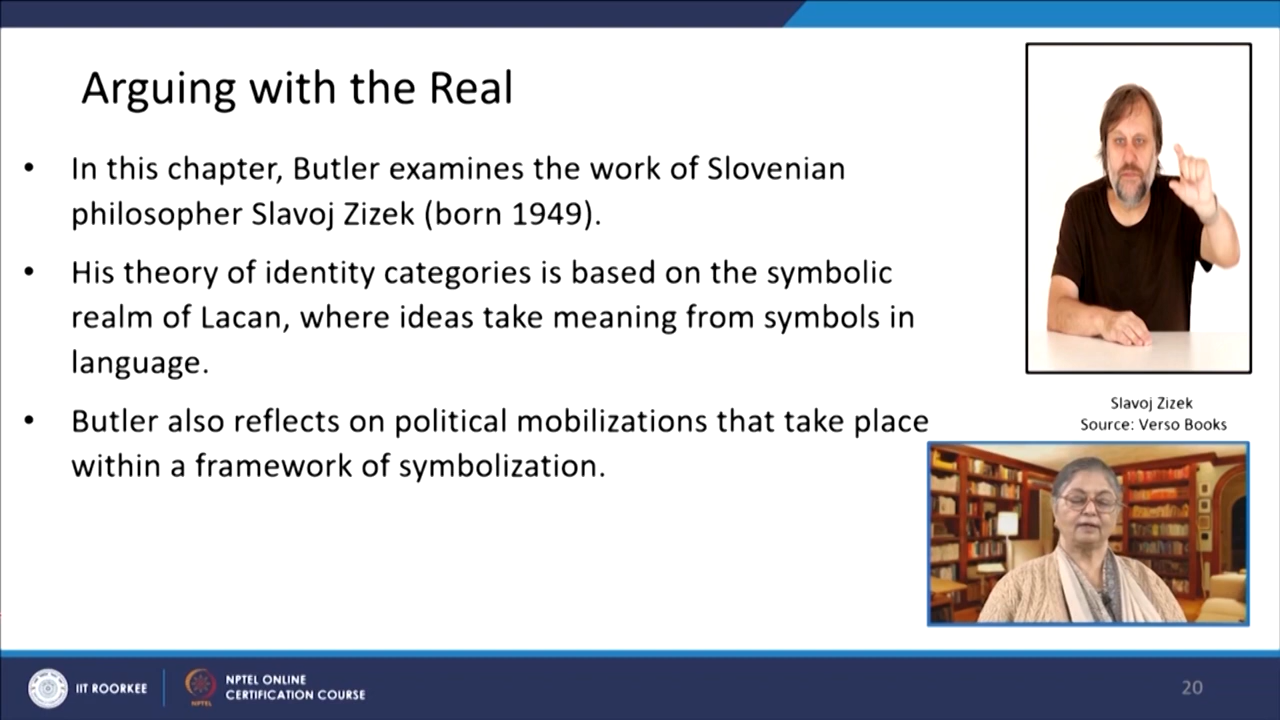 Arguing with the Real
• In this chapter, Butler examines the work of Slovenian
philosopher Slavoj Zizek (born 1949).
• His theory of identity categories is based on the symbolic
realm of Lacan, where ideas take meaning from symbols in
language.
• Butler also reflects on political mobilizations that take place
within a framework of symbolization.
Slavoj Zizek
Source: Verso Books
IIT ROORKEE
NPTEL
NPTEL ONLINE
CERTIFICATION COURSE
20